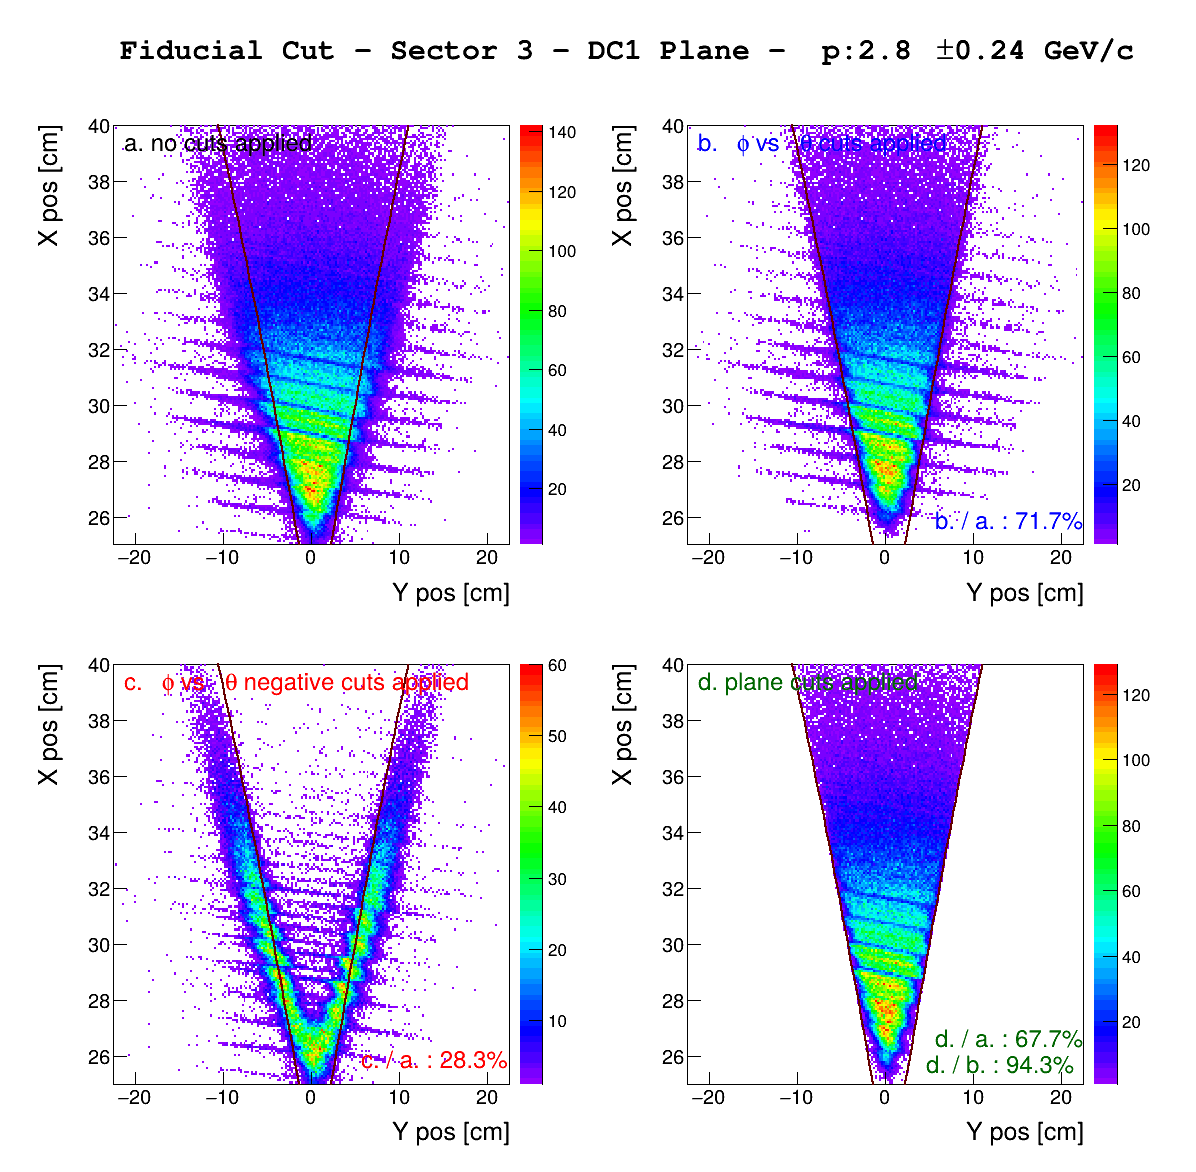 Fiducial Cut – Sector 3 – DC1 Plane – p:2.8 ±0.24 GeV/c
a. no cuts applied
X pos [cm]
40
38
36
34
32
30
28
26
−20 −10 0 10 20
Y pos [cm]
140
120
100
80
60
40
20
b. ϕ vs θ cuts applied
X pos [cm]
40
38
36
34
32
30
28
26
b. / a. : 71.7%
−20 −10 0 10 20
Y pos [cm]
120
100
80
60
40
20
c. ϕ vs. θ negative cuts applied
X pos [cm]
40
38
36
34
32
30
28
26
c. / a. : 28.3%
−20 −10 0 10 20
Y pos [cm]
60
50
40
30
20
10
d. plane cuts applied
X pos [cm]
40
38
36
34
32
30
28
26
d. / a. : 67.7%
d. / b. : 94.3%
−20 −10 0 10 20
Y pos [cm]
120
100
80
60
40
20